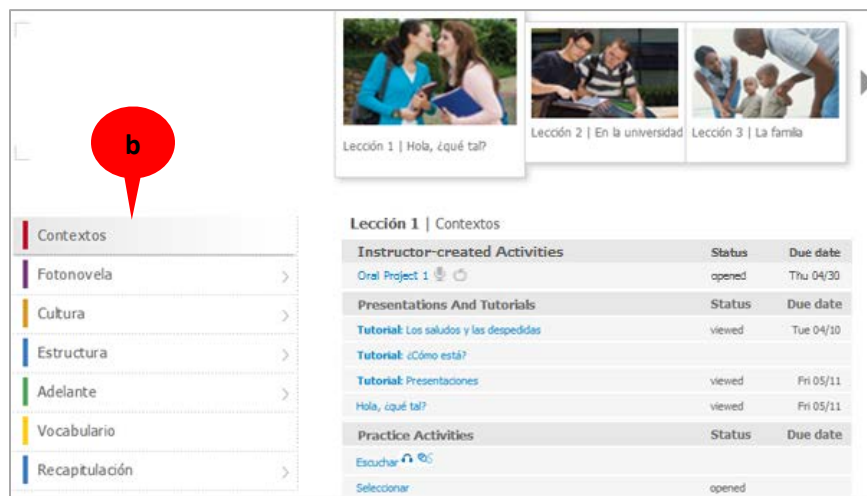 b
Lección 1 | Hola, ¿qué tal?
Lección 2 | En la universidad
Lección 3 | La familia
Contextos
Fotonovela
Cultura
Estructura
Adelante
Vocabulario
Recapitulación
Lección 1 | Contextos
Instructor-created Activities Status Due date
Oral Project 1 opened Thu 04/30
Presentations And Tutorials Status Due date
Tutorial: Los saludos y las despedidas viewed Tue 04/10
Tutorial: ¿Cómo está?
Tutorial: Presentaciones viewed Fri 05/11
Hola, ¿qué tal? viewed Fri 05/11
Practice Activities Status Due date
Escuchar
Seleccionar opened